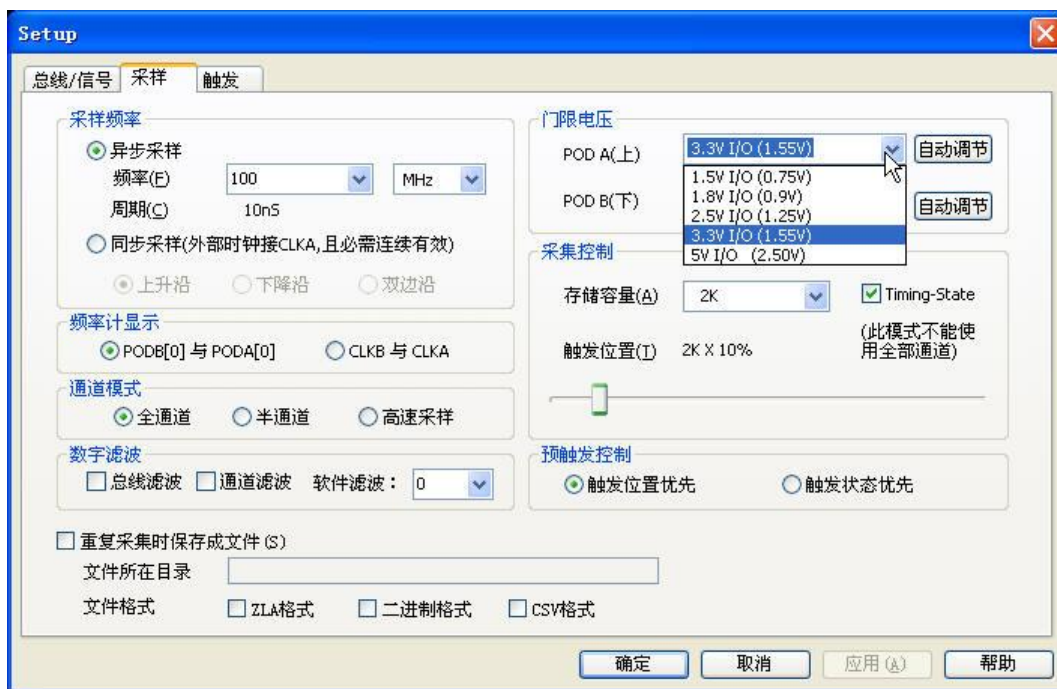 Setup
总线/信号 采样 触发
采样频率
异步采样
频率(F) 100 MHz
周期(C) 10nS
同步采样(外部时钟接CLKA,且必需连续有效)
上升沿 下降沿 双边沿
频率计显示
PODB[0] 与 PODA[0] CLKB 与 CLKA
通道模式
全通道 半通道 高速采样
数字滤波
总线滤波 通道滤波 软件滤波： 0
门限电压
POD A(上) 3.3V I/O (1.55V) 自动调节
1.5V I/O (0.75V)
1.8V I/O (0.9V)
POD B(下) 自动调节
2.5V I/O (1.25V)
3.3V I/O (1.55V)
5V I/O (2.50V)
采集控制
存储容量(A) 2K Timing-State
(此模式不能使
用全部通道)
触发位置(T) 2K X 10%
预触发控制
触发位置优先 触发状态优先
重复采集时保存成文件(S)
文件所在目录
文件格式 ZLA格式 二进制格式 CSV格式
确定 取消 应用(A) 帮助